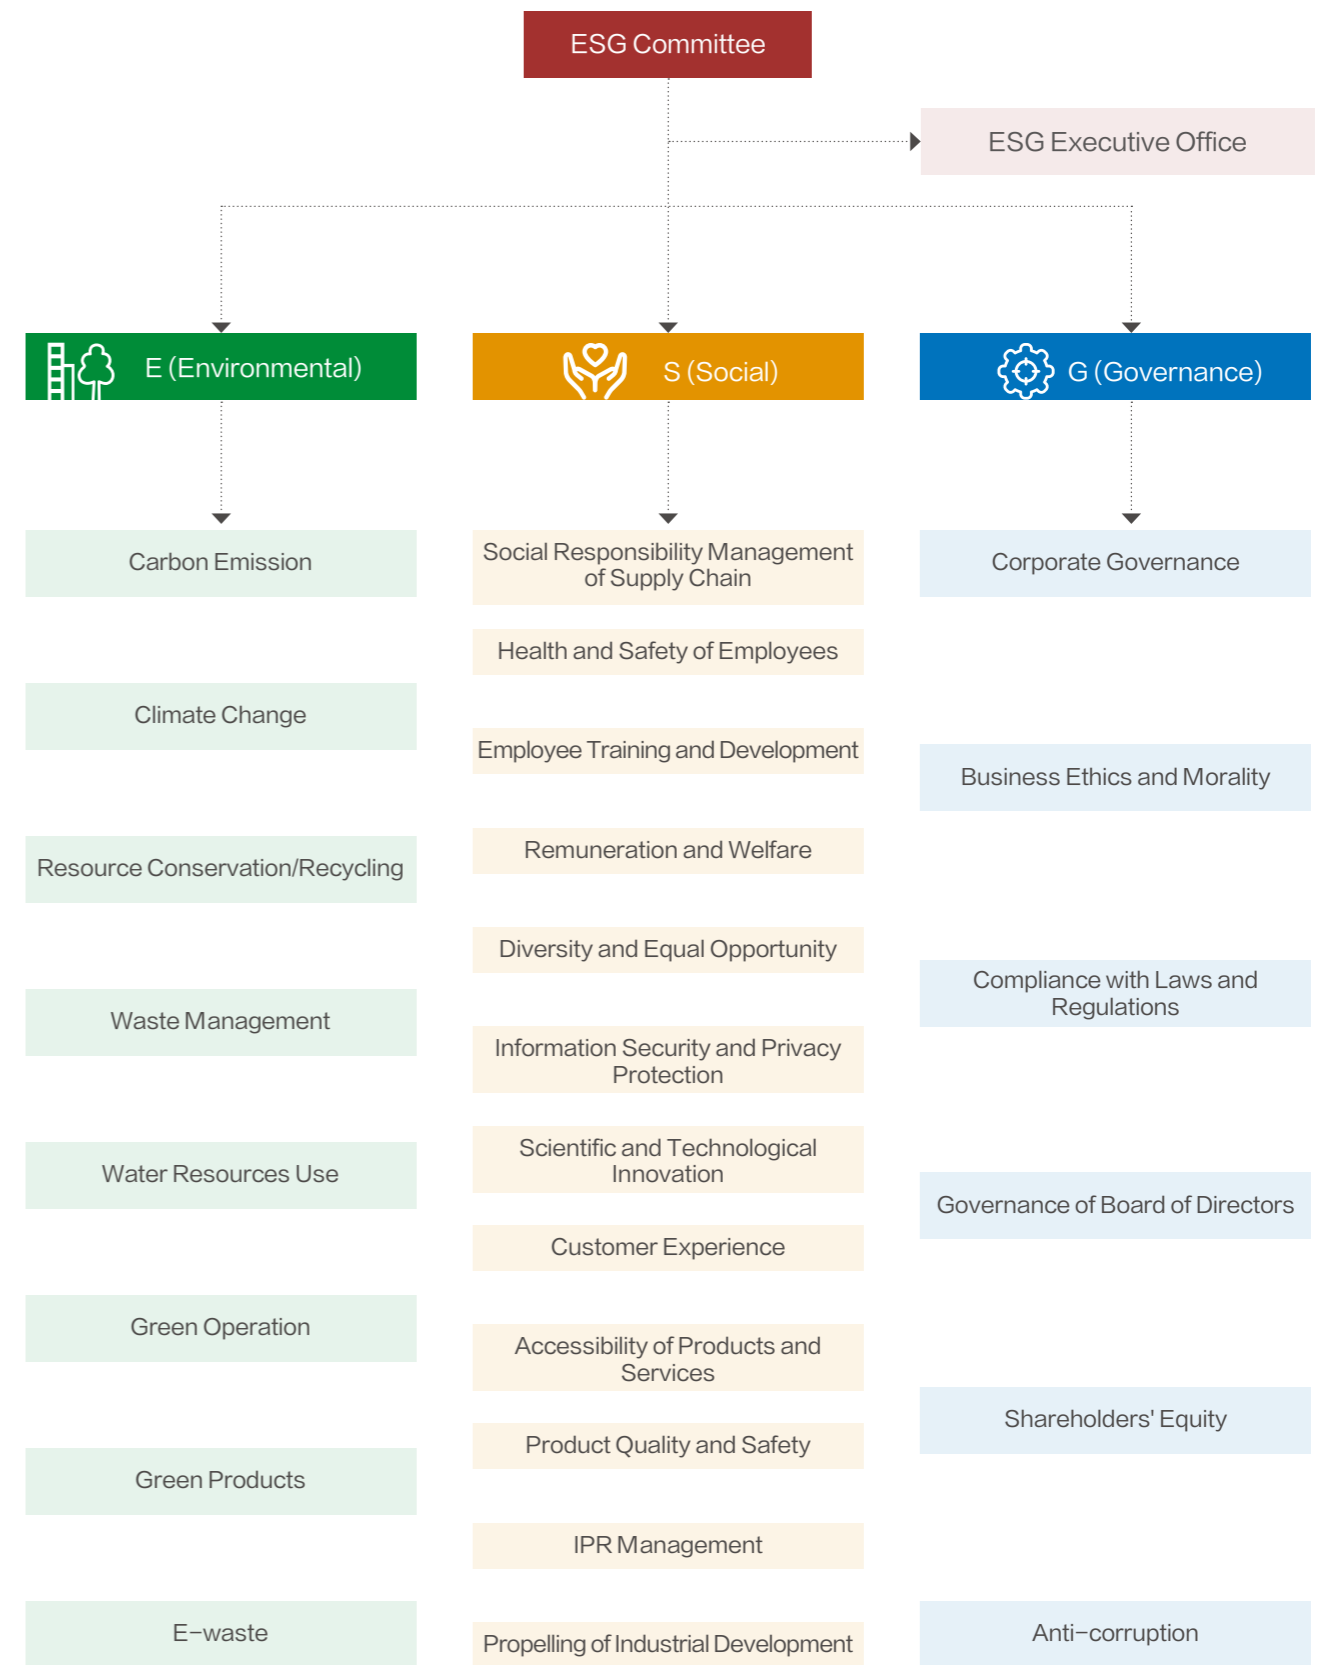 ESG Committee
ESG Executive Office
E (Environmental)
S (Social)
G (Governance)
Carbon Emission
Climate Change
Resource Conservation/Recycling
Waste Management
Water Resources Use
Green Operation
Green Products
E-waste
Social Responsibility Management
of Supply Chain
Health and Safety of Employees
Employee Training and Development
Remuneration and Welfare
Diversity and Equal Opportunity
Information Security and Privacy
Protection
Scientific and Technological
Innovation
Customer Experience
Accessibility of Products and
Services
Product Quality and Safety
IPR Management
Propelling of Industrial Development
Corporate Governance
Business Ethics and Morality
Compliance with Laws and
Regulations
Governance of Board of Directors
Shareholders' Equity
Anti-corruption